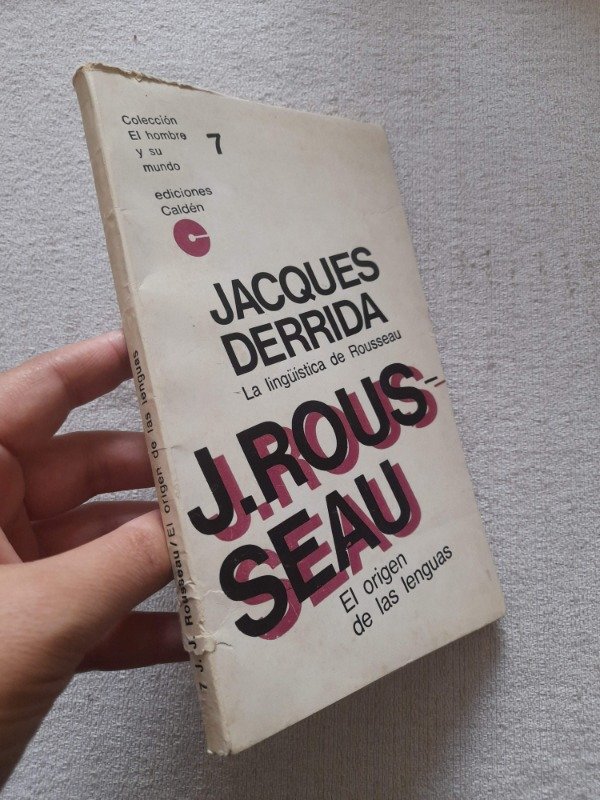 Colección
El hombre
y su
mundo
7
ediciones
Caldén
JACQUES
DERRIDA
La lingüística de Rousseau
J.ROUS-
SEAU
El origen
de las lenguas
7 J. J. Rousseau/El origen de las lenguas